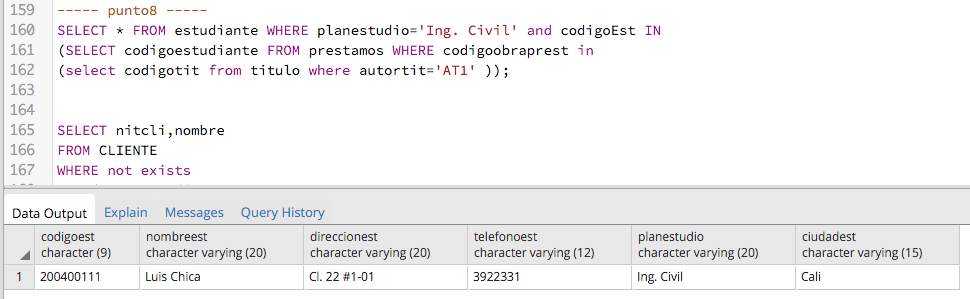 159 ----- punto8 -----
160 SELECT * FROM estudiante WHERE planestudio='Ing. Civil' and codigoEst IN
161 (SELECT codigoestudiante FROM prestamos WHERE codigoobraprest in
162 (select codigotit from titulo where autortit='AT1' ));
163
164
165 SELECT nitcli,nombre
166 FROM CLIENTE
167 WHERE not exists
Data Output Explain Messages Query History
codigoest nombreest direccionest telefonoest planestudio ciudadest
character (9) character varying (20) character varying (20) character varying (12) character varying (20) character varying (15)
1 200400111 Luis Chica Cl. 22 #1-01 3922331 Ing. Civil Cali